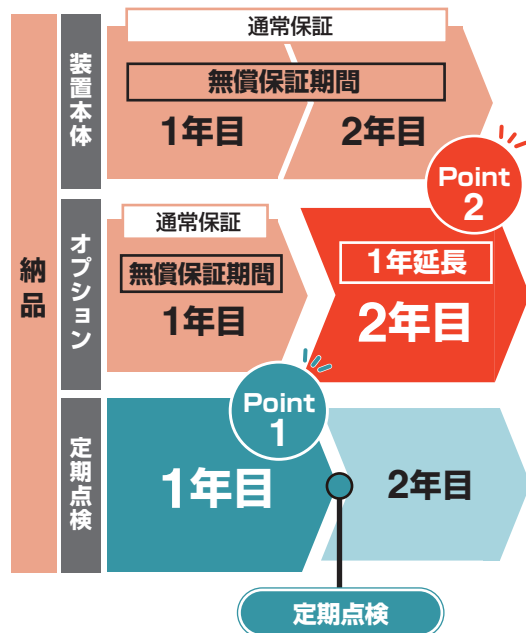 納品
装置本体
通常保証
無償保証期間
1年目
2年目
Point
2
オプション
通常保証
無償保証期間
1年目
1年延長
2年目
Point
1
定期点検
1年目
2年目
定期点検